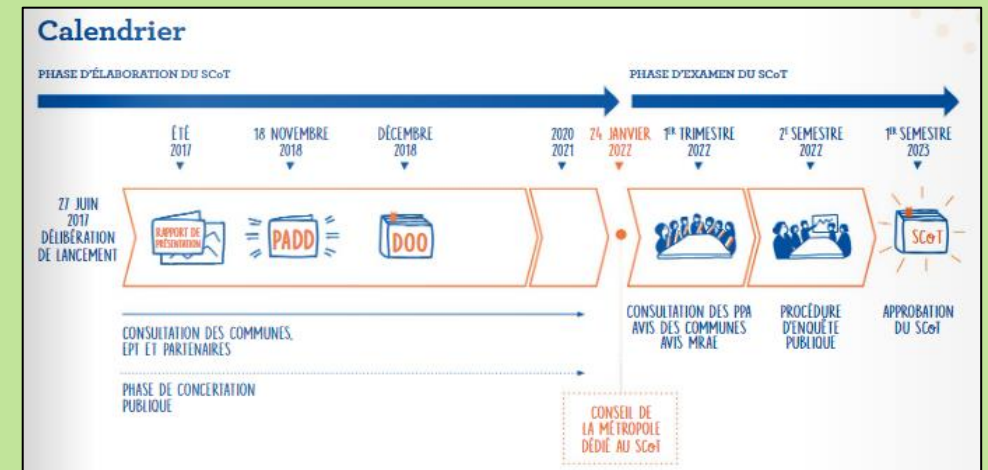 Calendrier
PHASE D'ÉLABORATION DU SCoT
PHASE D'EXAMEN DU SCoT
27 JUIN
2017
DÉLIBÉRATION
DE LANCEMENT
ÉTÉ
2017
18 NOVEMBRE
2018
DÉCEMBRE
2018
2020
2021
24 JANVIER
2022
1ER TRIMESTRE
2022
2E SEMESTRE
2022
1ER SEMESTRE
2023
RAPPORT DE
PRÉSENTATION
PADD
DOO
SCoT
CONSULTATION DES COMMUNES,
EPT ET PARTENAIRES
PHASE DE CONCERTATION
PUBLIQUE
CONSEIL DE
LA MÉTROPOLE
DÉDIÉ AU SCoT
CONSULTATION DES PPA
AVIS DES COMMUNES
AVIS MRAE
PROCÉDURE
D'ENQUÊTE
PUBLIQUE
APPROBATION
DU SCoT